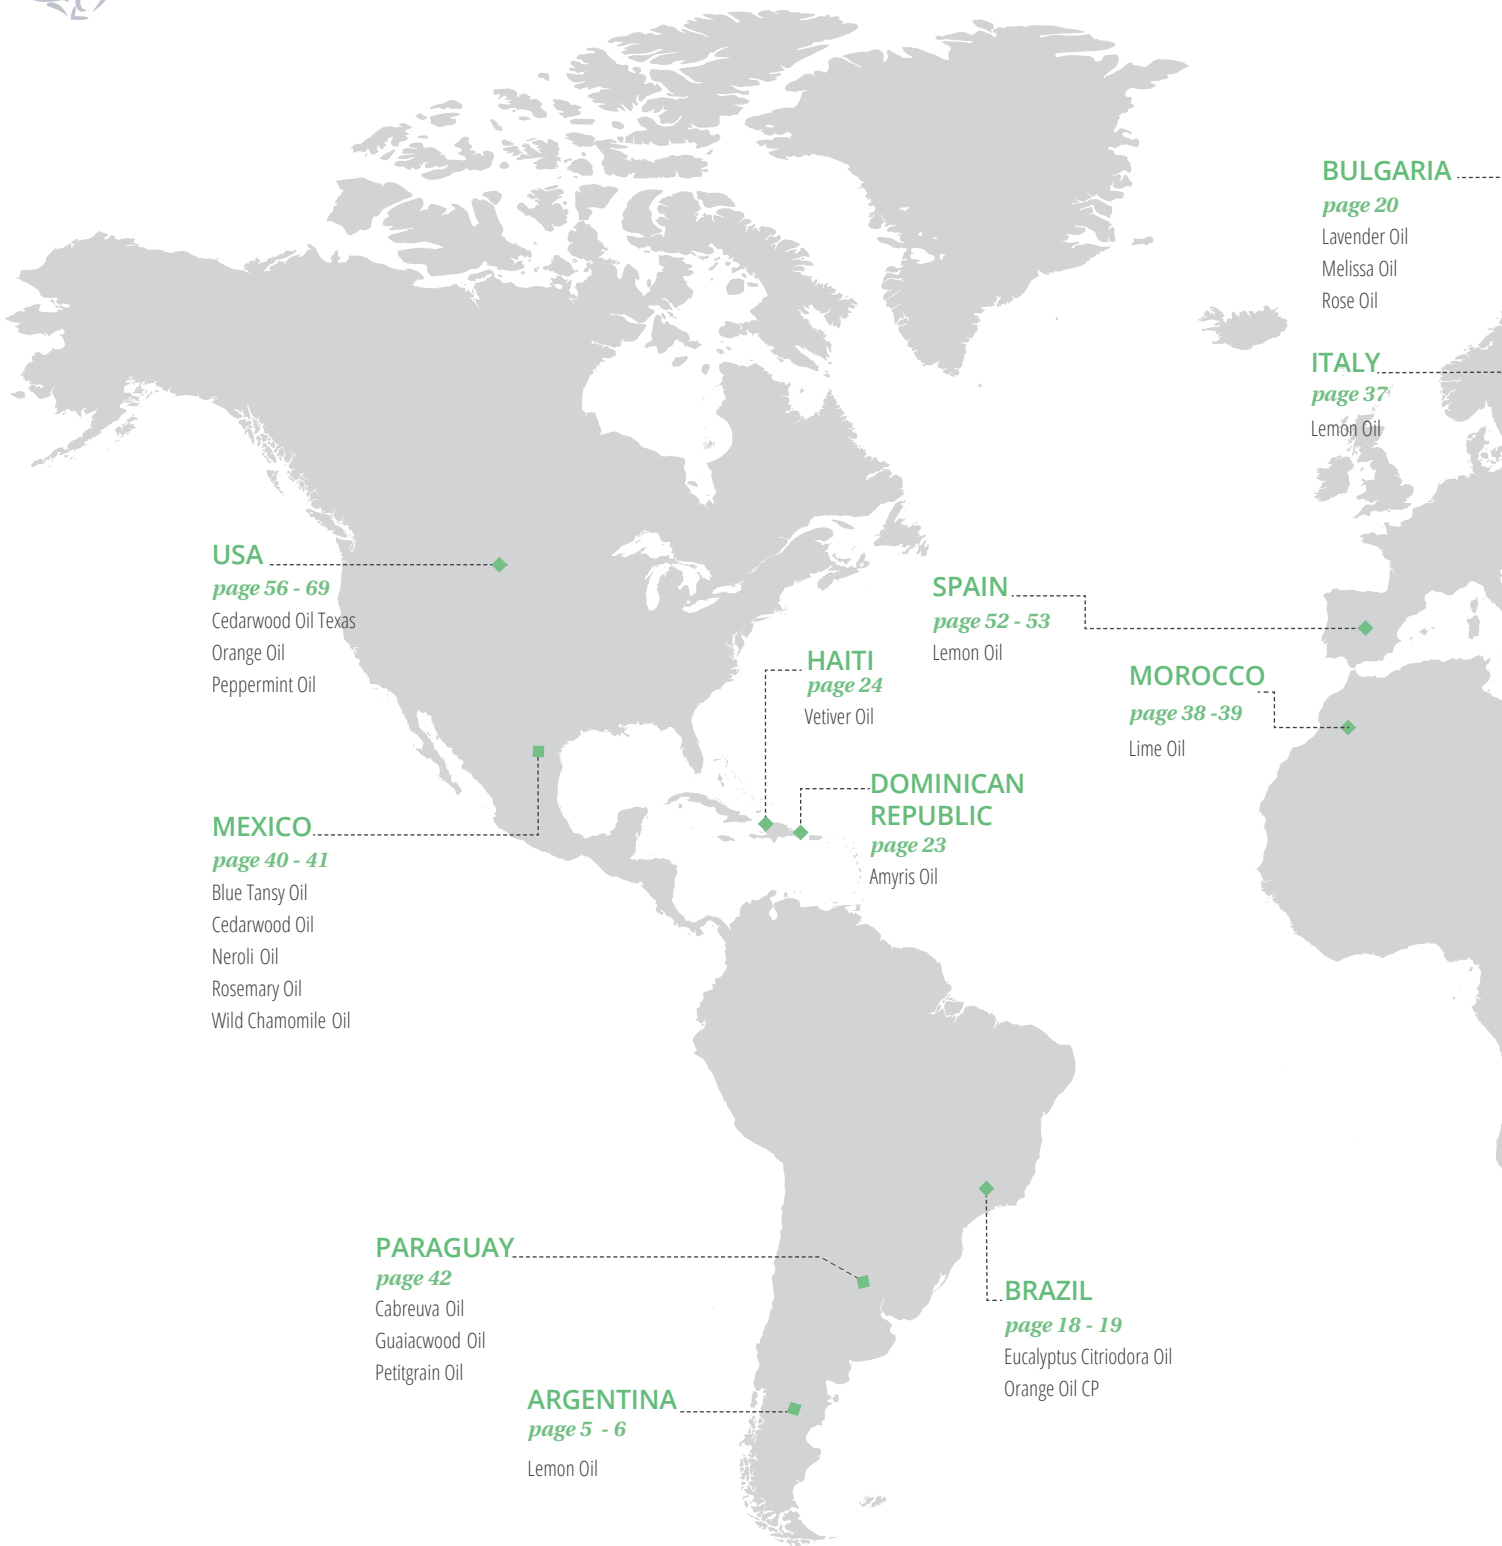 BULGARIA
page 20
Lavender Oil
Melissa Oil
Rose Oil
ITALY
page 37
Lemon Oil
USA
page 56 - 69
Cedarwood Oil Texas
Orange Oil
Peppermint Oil
SPAIN
page 52 - 53
Lemon Oil
HAITI
page 24
Vetiver Oil
MOROCCO
page 38 -39
Lime Oil
DOMINICAN
REPUBLIC
page 23
Amyris Oil
MEXICO
page 40 - 41
Blue Tansy Oil
Cedarwood Oil
Neroli Oil
Rosemary Oil
Wild Chamomile Oil
PARAGUAY
page 42
Cabreuva Oil
Guaiacwood Oil
Petitgrain Oil
BRAZIL
page 18 - 19
Eucalyptus Citriodora Oil
Orange Oil CP
ARGENTINA
page 5 - 6
Lemon Oil